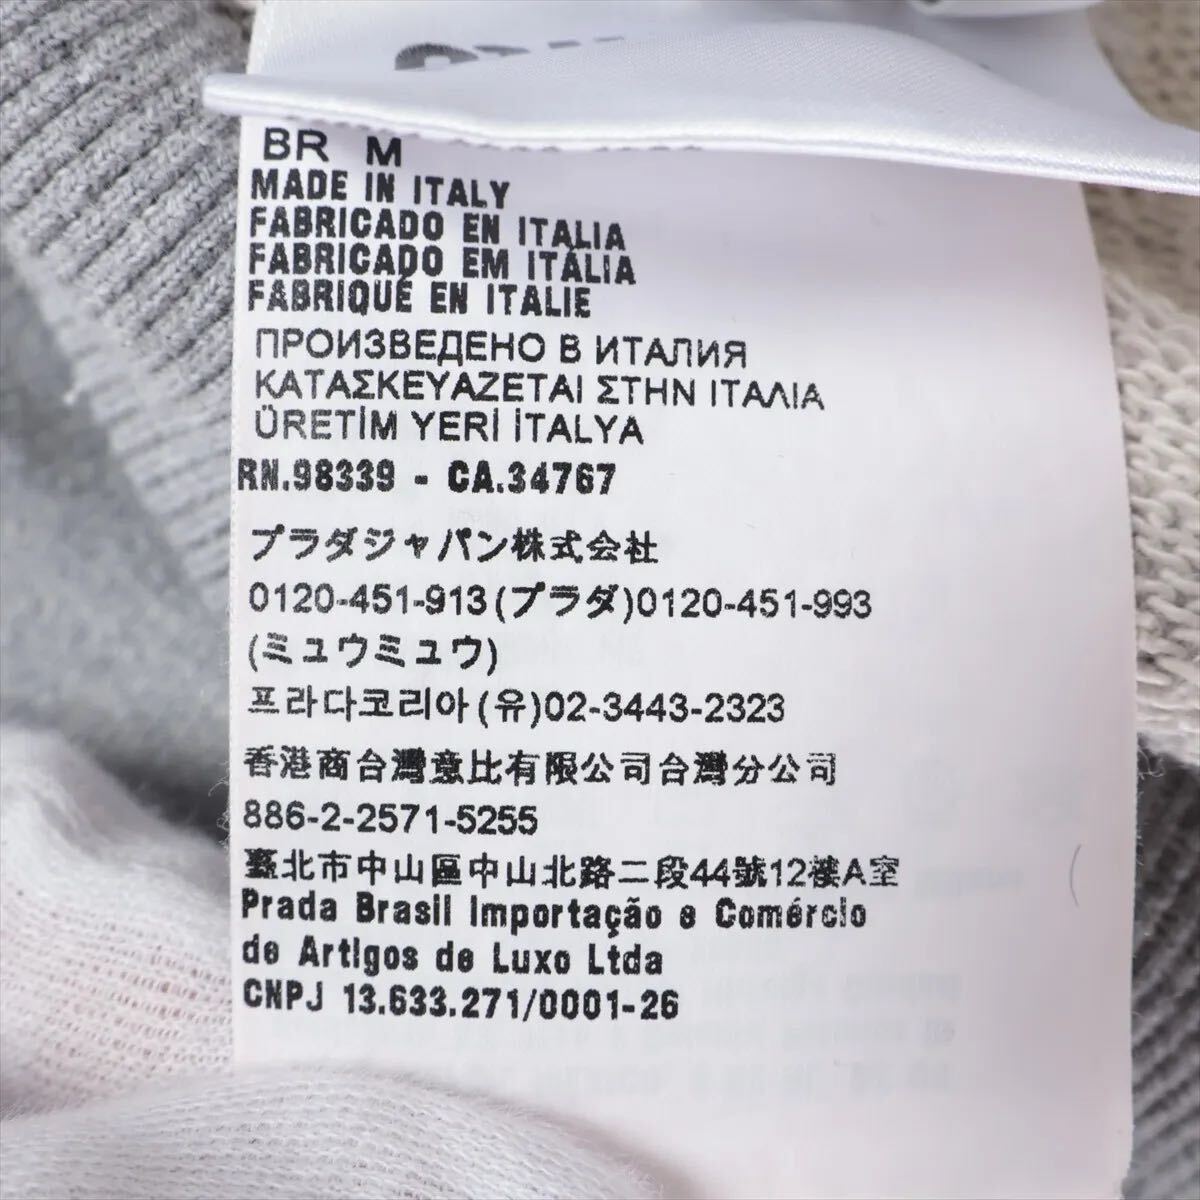 BR M
MADE IN ITALY
FABRICADO EN ITALIA
FABRICADO EM ITÁLIA
FABRIQUÉ EN ITALIE
ПРОИЗВЕДЕНО В ИТАЛИЯ
ΚΑΤΑΣΚΕΥΑΖΕΤΑΙ ΣΤΗΝ ΙΤΑΛΙΑ
ÜRETİM YERİ İTALYA
RN.98339 - CA.34767
プラダジャパン株式会社
0120-451-913(プラダ)0120-451-993
(ミュウミュウ)
프라다코리아(유)02-3443-2323
香港商台灣意比有限公司台灣分公司
886-2-2571-5255
臺北市中山區中山北路二段44號12樓A室
Prada Brasil Importação e Comércio
de Artigos de Luxo Ltda
CNPJ 13.633.271/0001-26